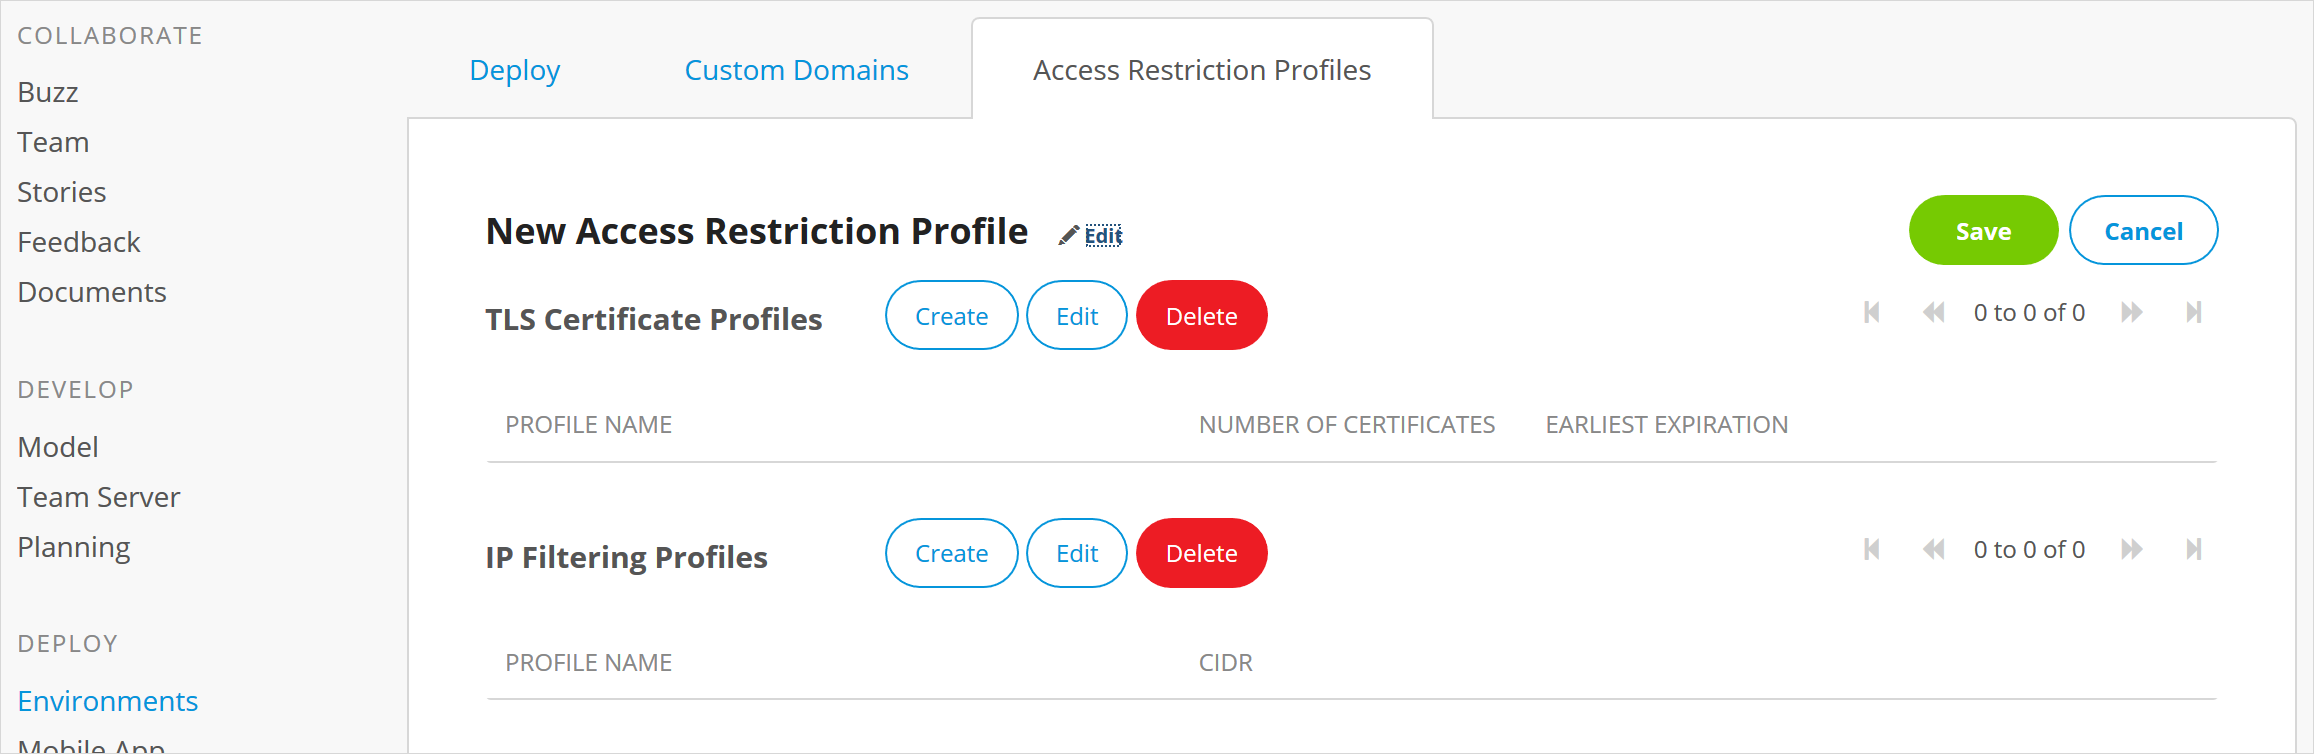 COLLABORATE
Buzz
Team
Stories
Feedback
Documents
DEVELOP
Model
Team Server
Planning
DEPLOY
Environments
Mobile App
Deploy
Custom Domains
Access Restriction Profiles
New Access Restriction Profile
Edit
Save
Cancel
TLS Certificate Profiles
Create
Edit
Delete
0 to 0 of 0
PROFILE NAME
NUMBER OF CERTIFICATES
EARLIEST EXPIRATION
IP Filtering Profiles
Create
Edit
Delete
0 to 0 of 0
PROFILE NAME
CIDR